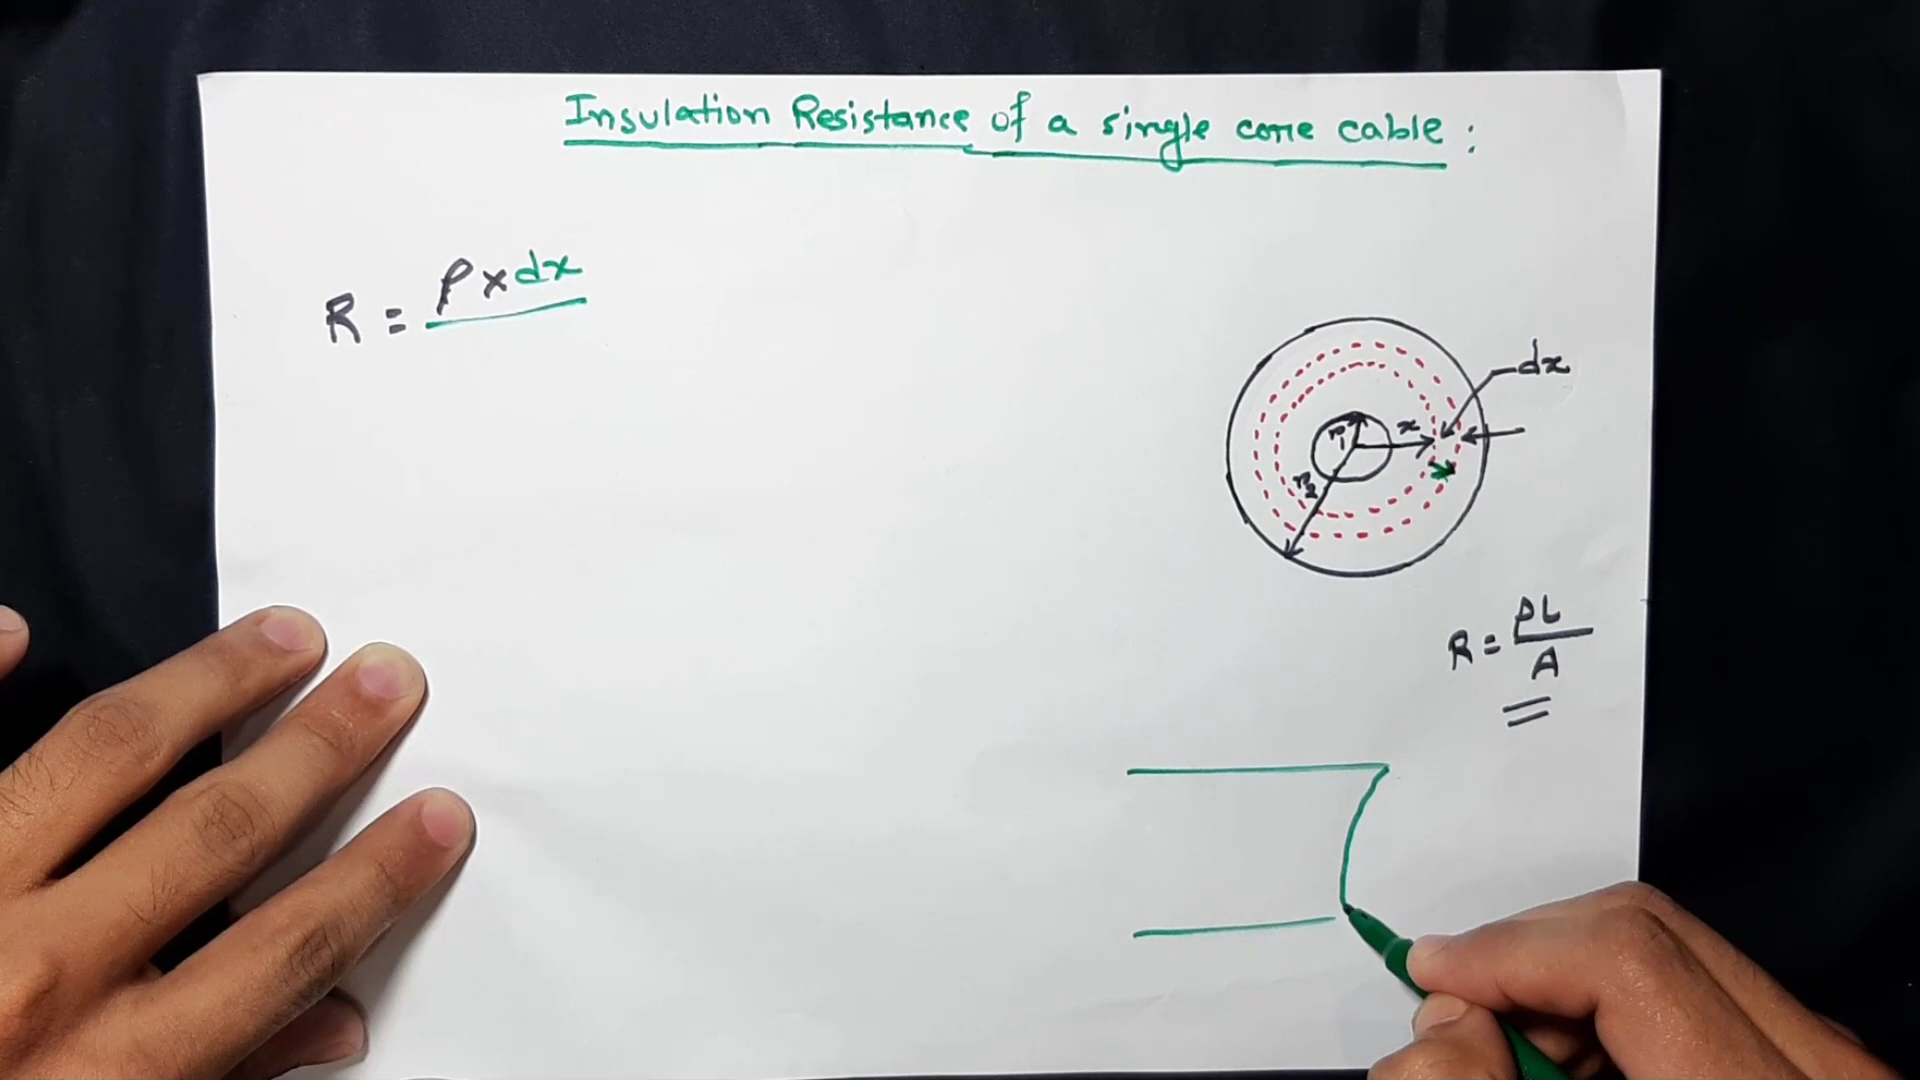 Insulation Resistance of a single core cable :
R = ρ x dx
dx
r1
x
r2
R = ρL
A